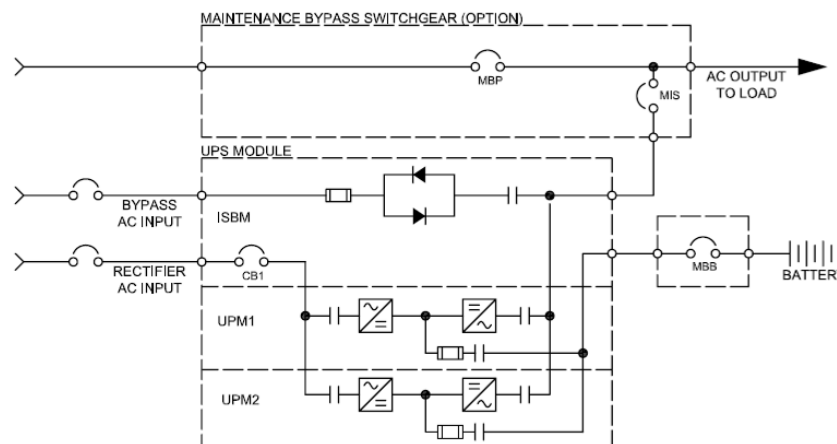 MAINTENANCE BYPASS SWITCHGEAR (OPTION)
MBP
MIS
AC OUTPUT
TO LOAD
UPS MODULE
BYPASS
AC INPUT
ISBM
RECTIFIER
AC INPUT
CB1
MBB
BATTER
UPM1
UPM2